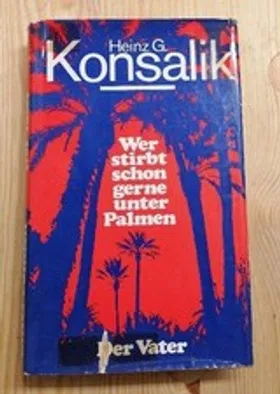 Heinz G.
Konsalik
Wer
stirbt
schon
gerne
unter
Palmen
Der Vater